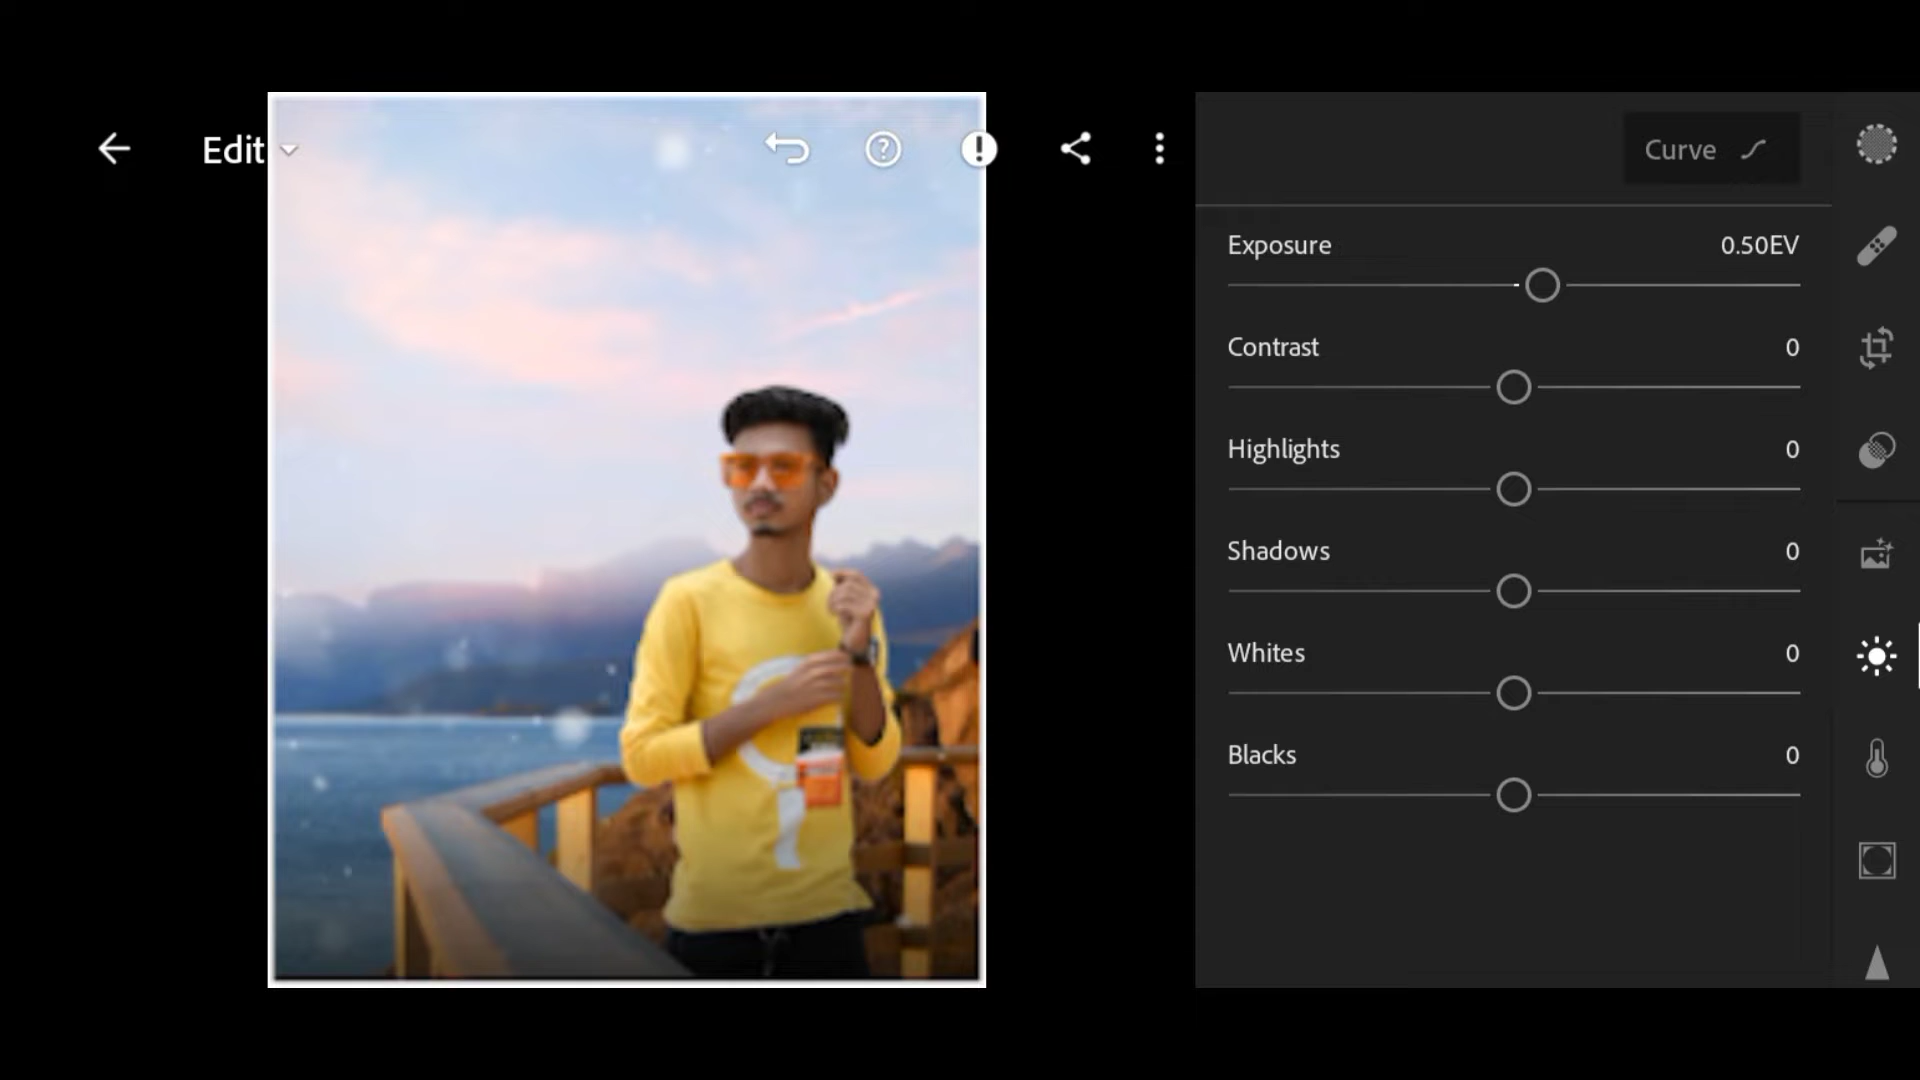 Edit
Curve
Exposure 0.50EV
Contrast 0
Highlights 0
Shadows 0
Whites 0
Blacks 0